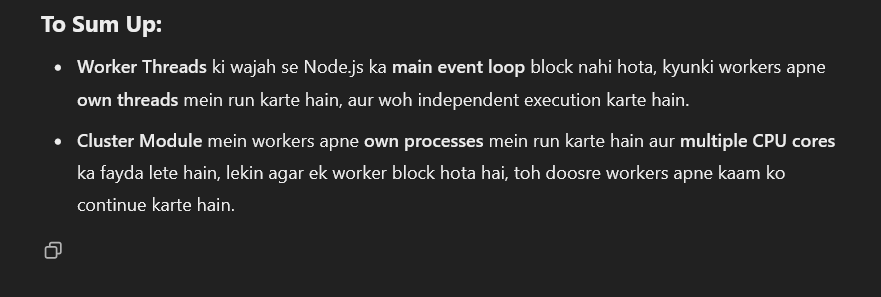 To Sum Up:
Worker Threads ki wajah se Node.js ka main event loop block nahi hota, kyunki workers apne
own threads mein run karte hain, aur woh independent execution karte hain.
Cluster Module mein workers apne own processes mein run karte hain aur multiple CPU cores
ka fayda lete hain, lekin agar ek worker block hota hai, toh doosre workers apne kaam ko
continue karte hain.